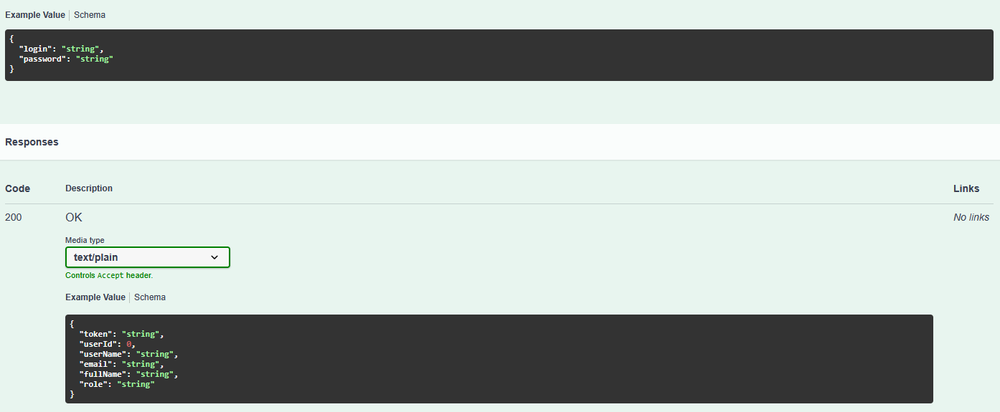 Example Value Schema
{
  "login": "string",
  "password": "string"
}
Responses
Code Description Links
200 OK No links
Media type
text/plain
Controls Accept header.
Example Value Schema
{
  "token": "string",
  "userId": 0,
  "userName": "string",
  "email": "string",
  "fullName": "string",
  "role": "string"
}